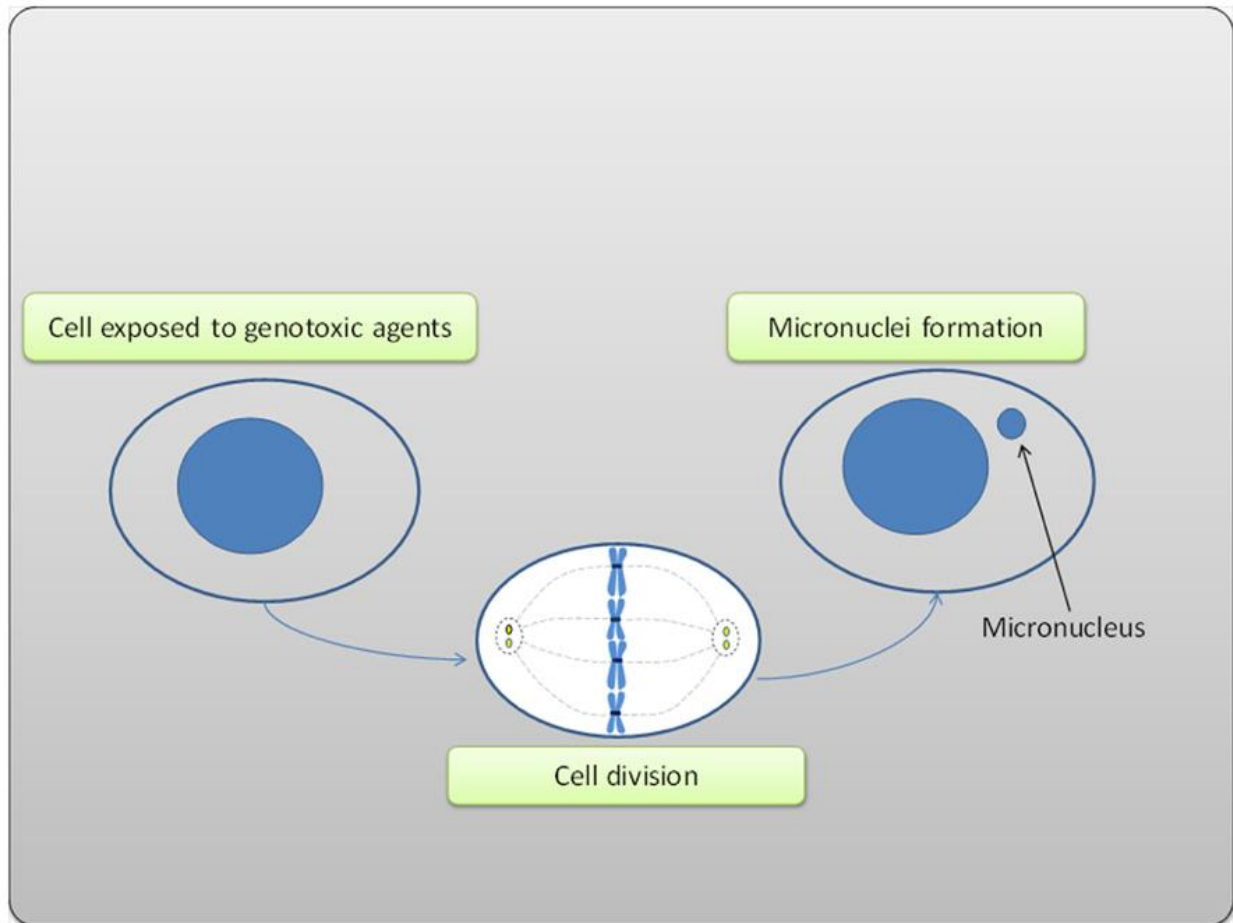 Cell exposed to genotoxic agents
Micronuclei formation
Micronucleus
Cell division